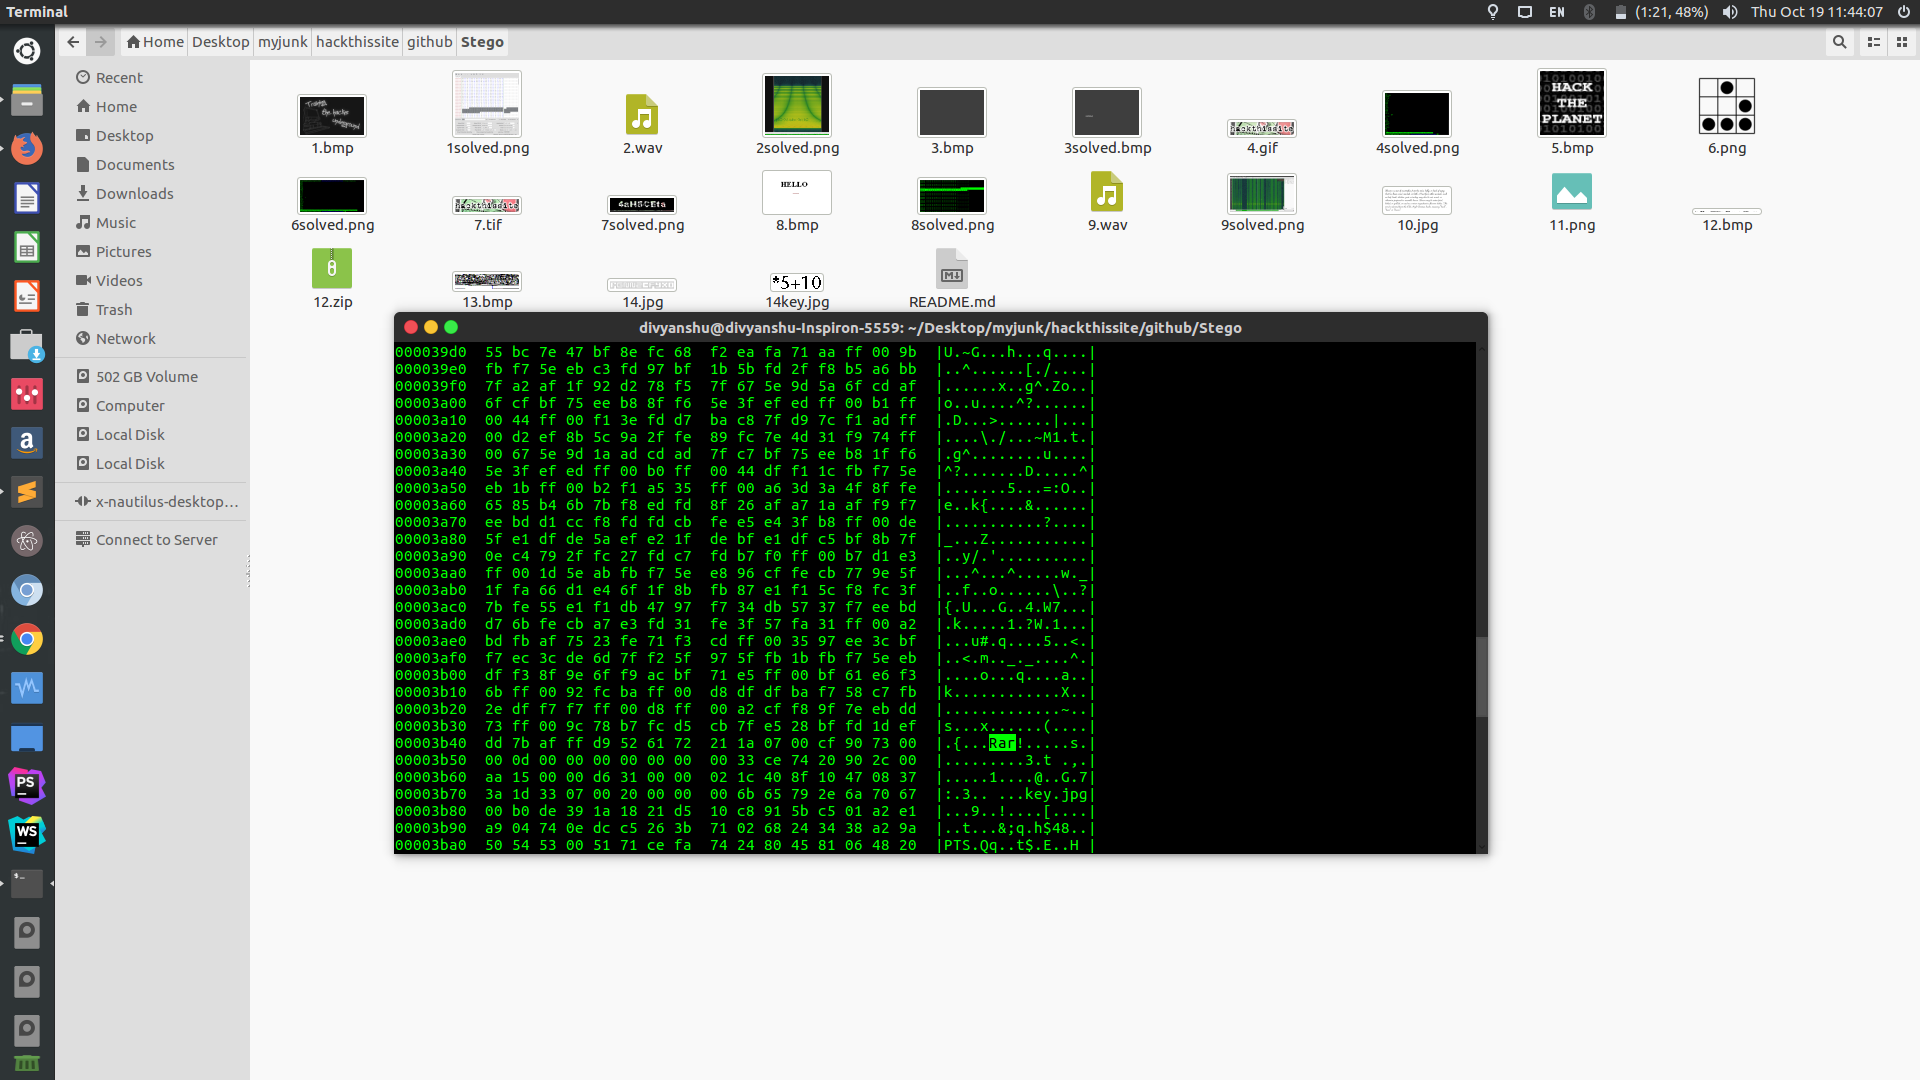 Terminal
EN
(1:21, 48%)
Thu Oct 19 11:44:07
Home Desktop myjunk hackthissite github Stego
Recent
Home
Desktop
Documents
Downloads
Music
Pictures
Videos
Trash
Network
502 GB Volume
Computer
Local Disk
Local Disk
x-nautilus-desktop...
Connect to Server
HACK
THE
PLANET
1.bmp 1solved.png 2.wav 2solved.png 3.bmp 3solved.bmp 4.gif 4solved.png 5.bmp 6.png
hackthissite
4aHSCEta
HELLO
6solved.png 7.tif 7solved.png 8.bmp 8solved.png 9.wav 9solved.png 10.jpg 11.png 12.bmp
*5+10
12.zip 13.bmp 14.jpg 14key.jpg README.md
divyanshu@divyanshu-Inspiron-5559: ~/Desktop/myjunk/hackthissite/github/Stego
000039d0  55 bc 7e 47 bf 8e fc 68  f2 ea fa 71 aa ff 00 9b  |U.~G...h...q....|
000039e0  fb f7 5e eb c3 fd 97 bf  1b 5b fd 2f f8 b5 a6 bb  |..^......[./....|
000039f0  7f a2 af 1f 92 d2 78 f5  7f 67 5e 9d 5a 6f cd af  |......x..g^.Zo..|
00003a00  6f cf bf 75 ee b8 8f f6  5e 3f ef ed ff 00 b1 ff  |o..u....^?......|
00003a10  00 44 ff 00 f1 3e fd d7  ba c8 7f d9 7c f1 ad ff  |.D...>......|...|
00003a20  00 d2 ef 8b 5c 9a 2f fe  89 fc 7e 4d 31 f9 74 ff  |....\./...~M1.t.|
00003a30  00 67 5e 9d 1a ad cd ad  7f c7 bf 75 ee b8 1f f6  |.g^........u....|
00003a40  5e 3f ef ed ff 00 b0 ff  00 44 df f1 1c fb f7 5e  |^?.......D.....^|
00003a50  eb 1b ff 00 b2 f1 a5 35  ff 00 a6 3d 3a 4f 8f fe  |.......5...=:O..|
00003a60  65 85 b4 6b 7b f8 ed fd  8f 26 af a7 1a af f9 f7  |e..k{....&......|
00003a70  ee bd d1 cc f8 fd fd cb  fe e5 e4 3f b8 ff 00 de  |...........?....|
00003a80  5f e1 df de 5a ef e2 1f  de bf e1 df c5 bf 8b 7f  |_...Z...........|
00003a90  0e c4 79 2f fc 27 fd c7  fd b7 f0 ff 00 b7 d1 e3  |..y/.'..........|
00003aa0  ff 00 1d 5e ab fb f7 5e  e8 96 cf fe cb 77 9e 5f  |...^...^.....w._|
00003ab0  1f fa 66 d1 e4 6f 1f 8b  fb 87 e1 f1 5c f8 fc 3f  |..f..o......\..?|
00003ac0  7b fe 55 e1 f1 db 47 97  f7 34 db 57 37 f7 ee bd  |{.U...G..4.W7...|
00003ad0  d7 6b fe cb a7 e3 fd 31  fe 3f 57 fa 31 ff 00 a2  |.k.....1.?W.1...|
00003ae0  bd fb af 75 23 fe 71 f3  cd ff 00 35 97 ee 3c bf  |...u#.q....5..<.|
00003af0  f7 ec 3c de 6d 7f f2 5f  97 5f fb 1b fb f7 5e eb  |..<.m.._._....^.|
00003b00  df f3 8f 9e 6f f9 ac bf  71 e5 ff 00 bf 61 e6 f3  |....o...q....a..|
00003b10  6b ff 00 92 fc ba ff 00  d8 df df ba f7 58 c7 fb  |k............X..|
00003b20  2e df f7 f7 ff 00 d8 ff  00 a2 cf f8 9f 7e eb dd  |.............~..|
00003b30  73 ff 00 9c 78 b7 fc d5  cb 7f e5 28 bf fd 1d ef  |s...x......(....|
00003b40  dd 7b af ff d9 52 61 72  21 1a 07 00 cf 90 73 00  |.{...Rar!.....s.|
00003b50  00 0d 00 00 00 00 00 00  00 33 ce 74 20 90 2c 00  |.........3.t .,.|
00003b60  aa 15 00 00 d6 31 00 00  02 1c 40 8f 10 47 08 37  |.....1....@..G.7|
00003b70  3a 1d 33 07 00 20 00 00  00 6b 65 79 2e 6a 70 67  |:.3.. ...key.jpg|
00003b80  00 b0 de 39 1a 18 21 d5  10 c8 91 5b c5 01 a2 e1  |...9..!....[....|
00003b90  a9 04 74 0e dc c5 26 3b  71 02 68 24 34 38 a2 9a  |..t...&;q.h$48..|
00003ba0  50 54 53 00 51 71 ce fa  74 24 80 45 81 06 48 20  |PTS.Qq..t$.E..H |